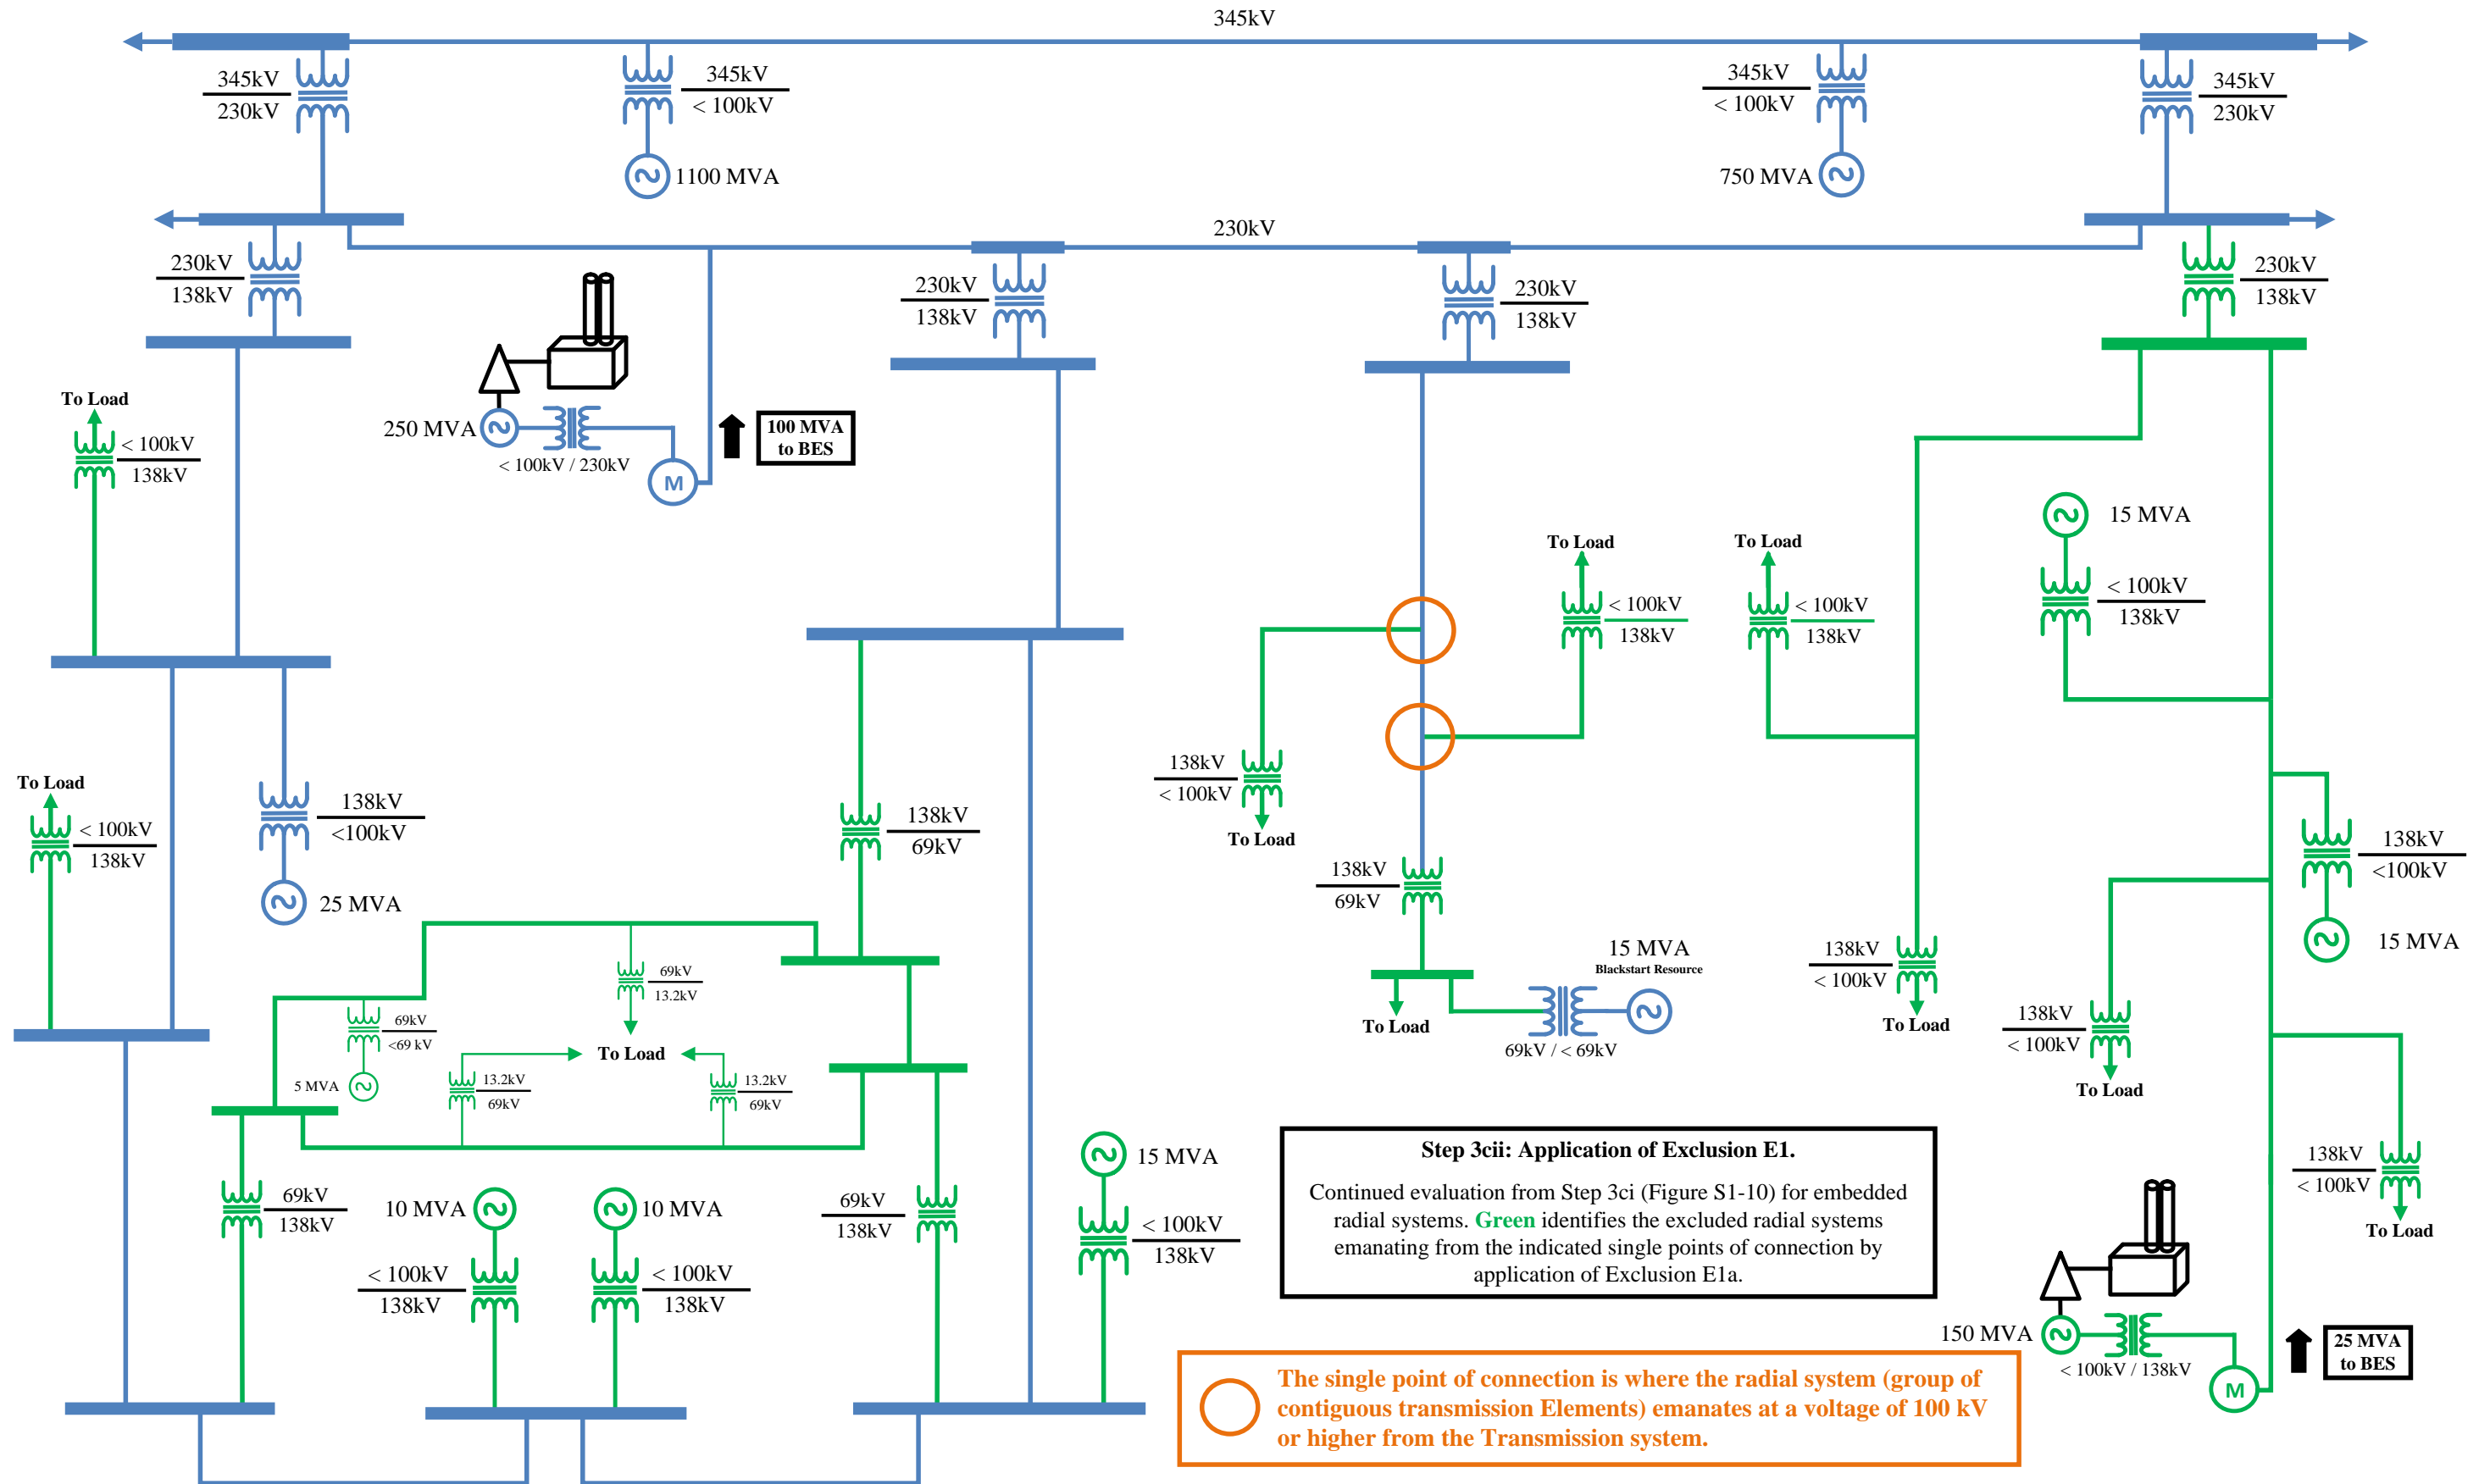 345kV
345kV
230kV
345kV
< 100kV
345kV
< 100kV
345kV
230kV
1100 MVA
750 MVA
230kV
230kV
138kV
230kV
138kV
230kV
138kV
230kV
138kV
To Load
< 100kV
138kV
250 MVA
< 100kV / 230kV
M
100 MVA
to BES
15 MVA
< 100kV
138kV
To Load
< 100kV
138kV
To Load
< 100kV
138kV
To Load
< 100kV
138kV
138kV
<100kV
25 MVA
138kV
69kV
138kV
< 100kV
To Load
138kV
69kV
138kV
<100kV
15 MVA
15 MVA
Blackstart Resource
To Load
69kV / < 69kV
138kV
< 100kV
To Load
138kV
< 100kV
To Load
69kV
13.2kV
69kV
<69 kV
5 MVA
To Load
13.2kV
69kV
13.2kV
69kV
69kV
138kV
10 MVA
< 100kV
138kV
10 MVA
< 100kV
138kV
69kV
138kV
15 MVA
< 100kV
138kV
138kV
< 100kV
To Load
Step 3cii: Application of Exclusion E1.
Continued evaluation from Step 3ci (Figure S1-10) for embedded
radial systems. Green identifies the excluded radial systems
emanating from the indicated single points of connection by
application of Exclusion E1a.
150 MVA
< 100kV / 138kV
M
25 MVA
to BES
The single point of connection is where the radial system (group of
contiguous transmission Elements) emanates at a voltage of 100 kV
or higher from the Transmission system.